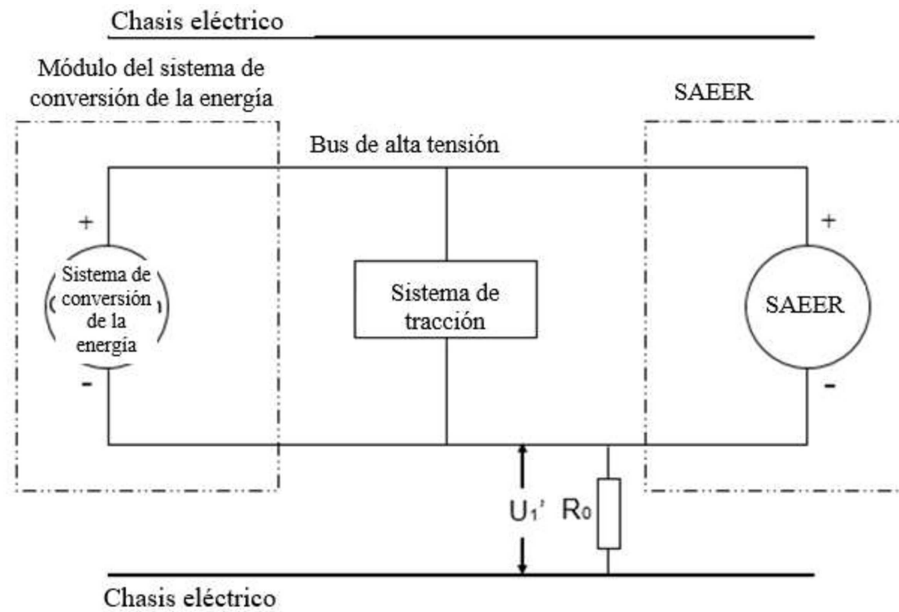 Chasis eléctrico
Módulo del sistema de
conversión de la energía
SAEER
Bus de alta tensión
+
+
Sistema de
conversión
de la
energía
Sistema de
tracción
SAEER
-
-
U₁’
R₀
Chasis eléctrico